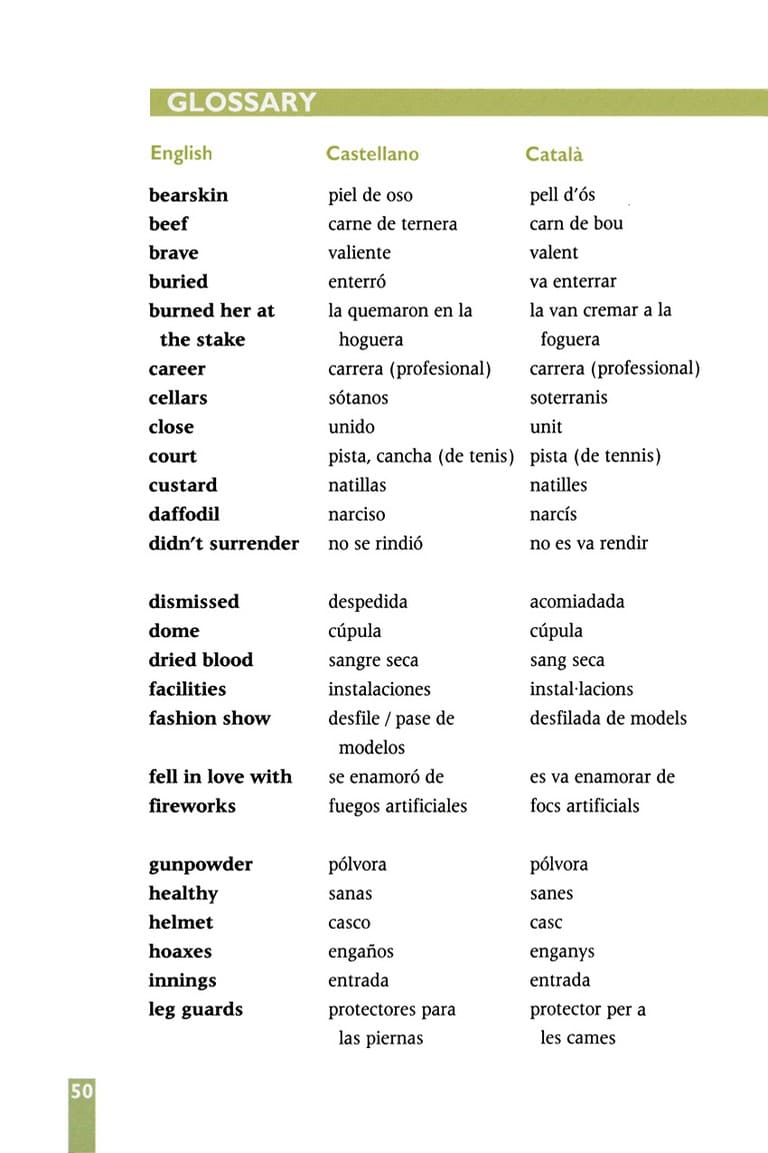 GLOSSARY
English Castellano Català
bearskin piel de oso pell d'ós
beef carne de ternera carn de bou
brave valiente valent
buried enterró va enterrar
burned her at la quemaron en la la van cremar a la
the stake hoguera foguera
career carrera (profesional) carrera (professional)
cellars sótanos soterranis
close unido unit
court pista, cancha (de tenis) pista (de tennis)
custard natillas natilles
daffodil narciso narcís
didn't surrender no se rindió no es va rendir
dismissed despedida acomiadada
dome cúpula cúpula
dried blood sangre seca sang seca
facilities instalaciones instal·lacions
fashion show desfile / pase de desfilada de models
modelos
fell in love with se enamoró de es va enamorar de
fireworks fuegos artificiales focs artificials
gunpowder pólvora pólvora
healthy sanas sanes
helmet casco casc
hoaxes engaños enganys
innings entrada entrada
leg guards protectores para protector per a
las piernas les cames
50